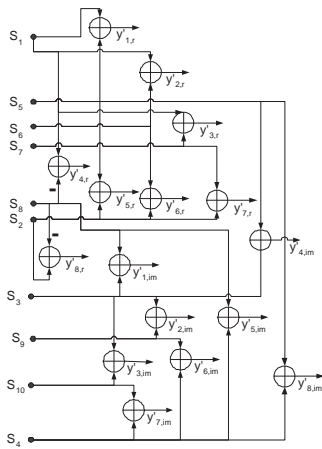 S1
y'1,r
y'2,r
S5
y'3,r
S6
S7
y'4,r
y'5,r
y'6,r
y'7,r
S8
S2
y'4,im
y'8,r
y'1,im
S3
y'2,im
y'5,im
S9
y'3,im
y'6,im
y'8,im
S10
y'7,im
S4